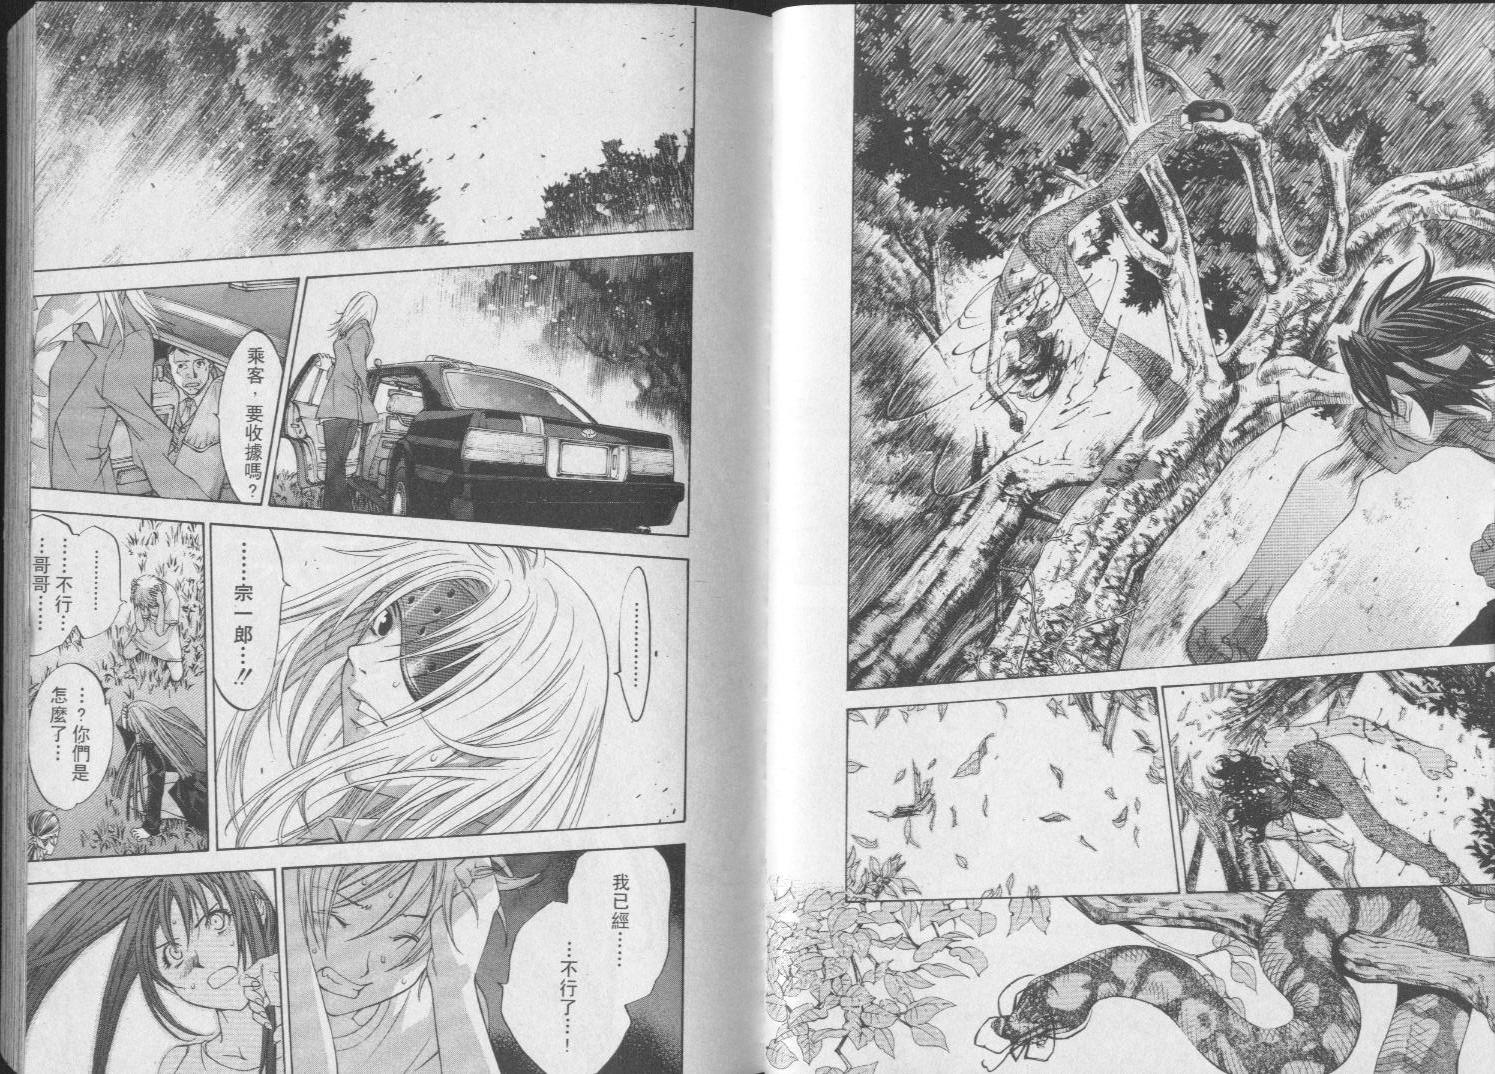 乘客，要收據嗎？
…………
……宗一郎…!!
…………
……不行…
…哥哥……
…？你們是
怎麼了…
我已經……
…不行了…！